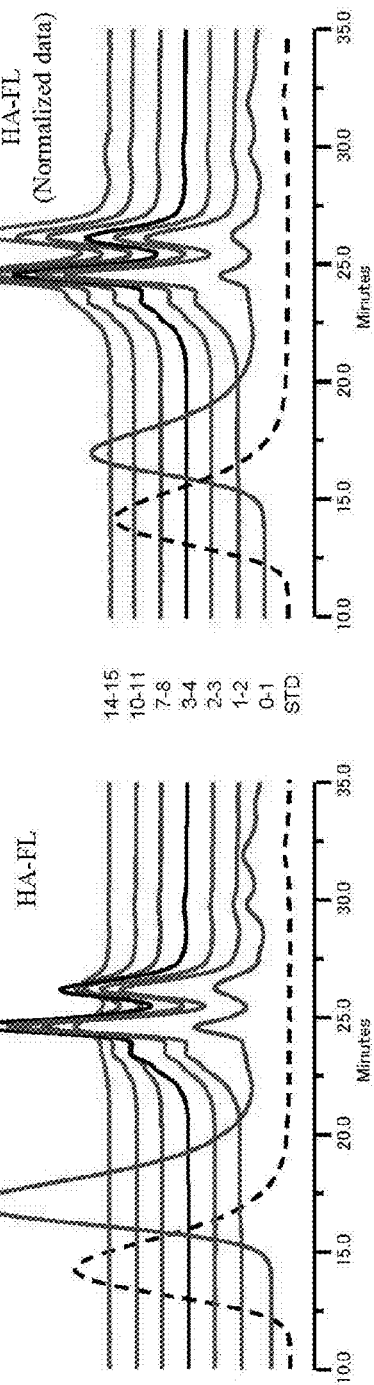 HA-FL
10.0 15.0 20.0 25.0 30.0 35.0
Minutes
14-15
10-11
7-8
3-4
2-3
1-2
0-1
STD
HA-FL
(Normalized data)
10.0 15.0 20.0 25.0 30.0 35.0
Minutes